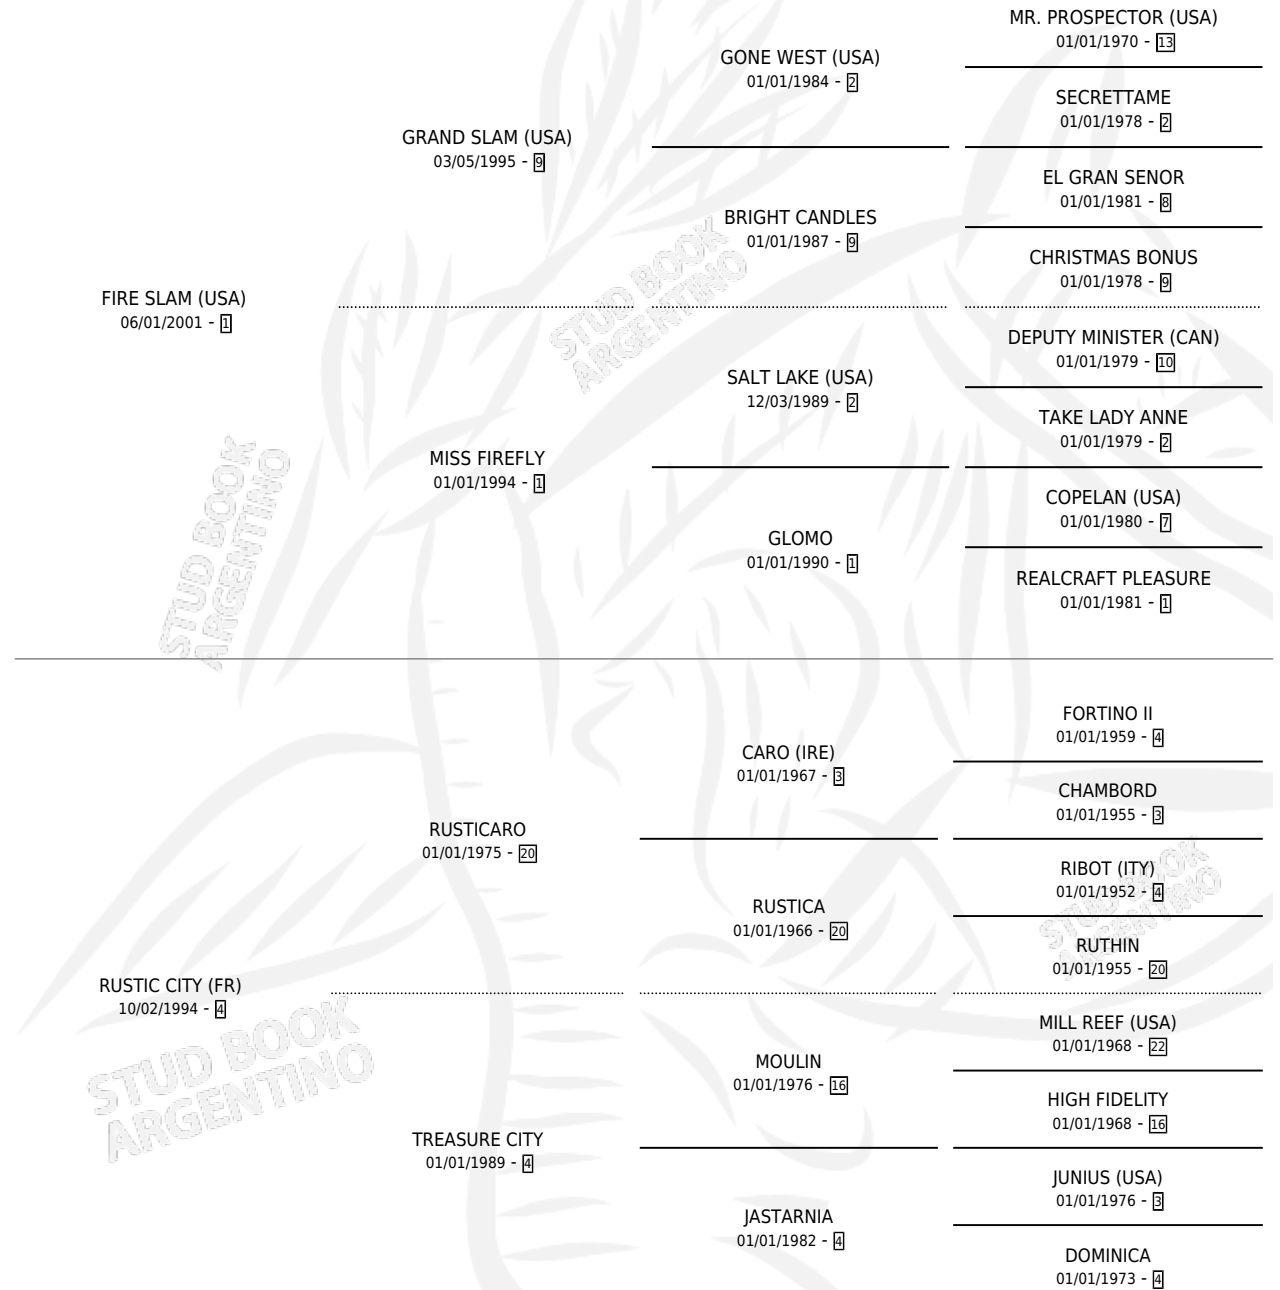 MR. PROSPECTOR (USA)
01/01/1970 - 13
GONE WEST (USA)
01/01/1984 - 2
SECRETTAME
01/01/1978 - 2
GRAND SLAM (USA)
03/05/1995 - 9
EL GRAN SENOR
01/01/1981 - 8
BRIGHT CANDLES
01/01/1987 - 9
CHRISTMAS BONUS
01/01/1978 - 9
FIRE SLAM (USA)
06/01/2001 - 1
DEPUTY MINISTER (CAN)
01/01/1979 - 10
SALT LAKE (USA)
12/03/1989 - 2
TAKE LADY ANNE
01/01/1979 - 2
MISS FIREFLY
01/01/1994 - 1
COPELAN (USA)
01/01/1980 - 7
GLOMO
01/01/1990 - 1
REALCRAFT PLEASURE
01/01/1981 - 1
STUD BOOK
ARGENTINO
STUD BOOK
ARGENTINO
FORTINO II
01/01/1959 - 4
CARO (IRE)
01/01/1967 - 3
CHAMBORD
01/01/1955 - 3
RUSTICARO
01/01/1975 - 20
RIBOT (ITY)
01/01/1952 - 4
RUSTICA
01/01/1966 - 20
RUTHIN
01/01/1955 - 20
RUSTIC CITY (FR)
10/02/1994 - 4
MILL REEF (USA)
01/01/1968 - 22
MOULIN
01/01/1976 - 16
HIGH FIDELITY
01/01/1968 - 16
TREASURE CITY
01/01/1989 - 4
JUNIUS (USA)
01/01/1976 - 3
JASTARNIA
01/01/1982 - 4
DOMINICA
01/01/1973 - 4
STUD BOOK
ARGENTINO
STUD BOOK
ARGENTINO